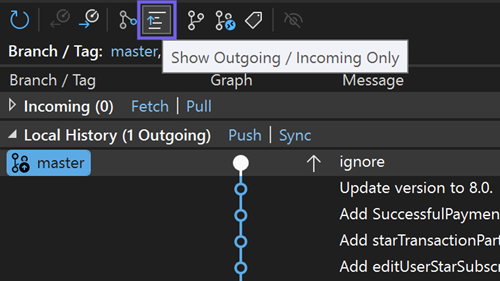 Branch / Tag: master,
Show Outgoing / Incoming Only
Branch / Tag Graph Message
Incoming (0) Fetch | Pull
Local History (1 Outgoing) Push | Sync
master ignore
Update version to 8.0.
Add SuccessfulPaymen
Add starTransactionPart
Add editUserStarSubscr